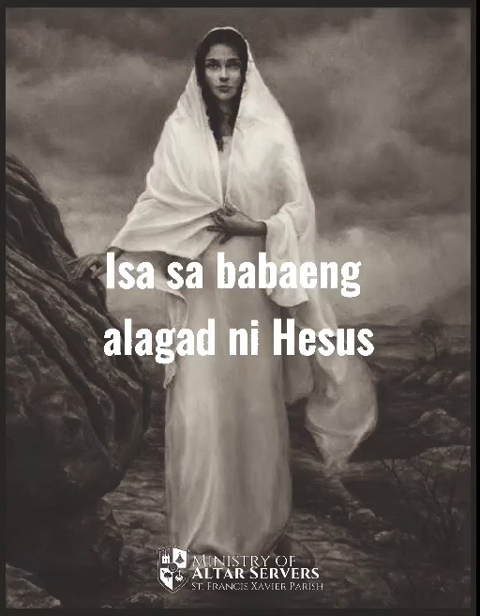 Isa sa babaeng
alagad ni Hesus
MINISTRY OF
ALTAR SERVERS
ST. FRANCIS XAVIER PARISH